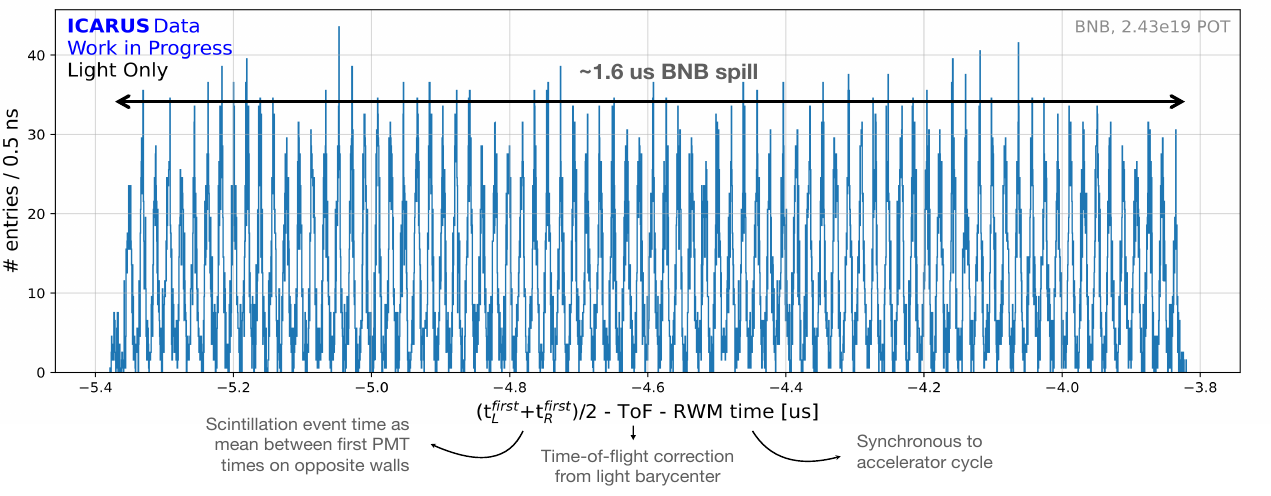 ICARUS Data
Work in Progress
Light Only
BNB, 2.43e19 POT
~1.6 us BNB spill
# entries / 0.5 ns
40
30
20
10
0
−5.4 −5.2 −5.0 −4.8 −4.6 −4.4 −4.2 −4.0 −3.8
(t_L^first+t_R^first)/2 - ToF - RWM time [us]
Scintillation event time as
mean between first PMT
times on opposite walls
Time-of-flight correction
from light barycenter
Synchronous to
accelerator cycle